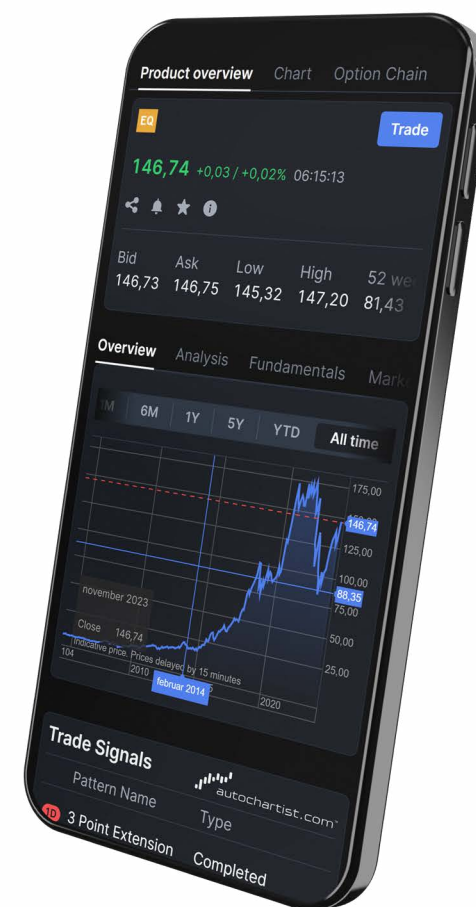 Product overview Chart Option Chain
EQ
Trade
146,74 +0,03 / +0,02% 06:15:13
Bid Ask Low High 52
146,73 146,75 145,32 147,20 81,43
Overview Analysis Fundamentals
6M 1Y 5Y YTD All time
175,00
146,74
125,00
100,00
88,35
75,00
50,00
25,00
november 2023
Close 146,74
Indicative price. Prices delayed by 15 minutes
104 2010 2020
februar 2014
Trade Signals
autochartist.com
Pattern Name Type
1D 3 Point Extension Completed